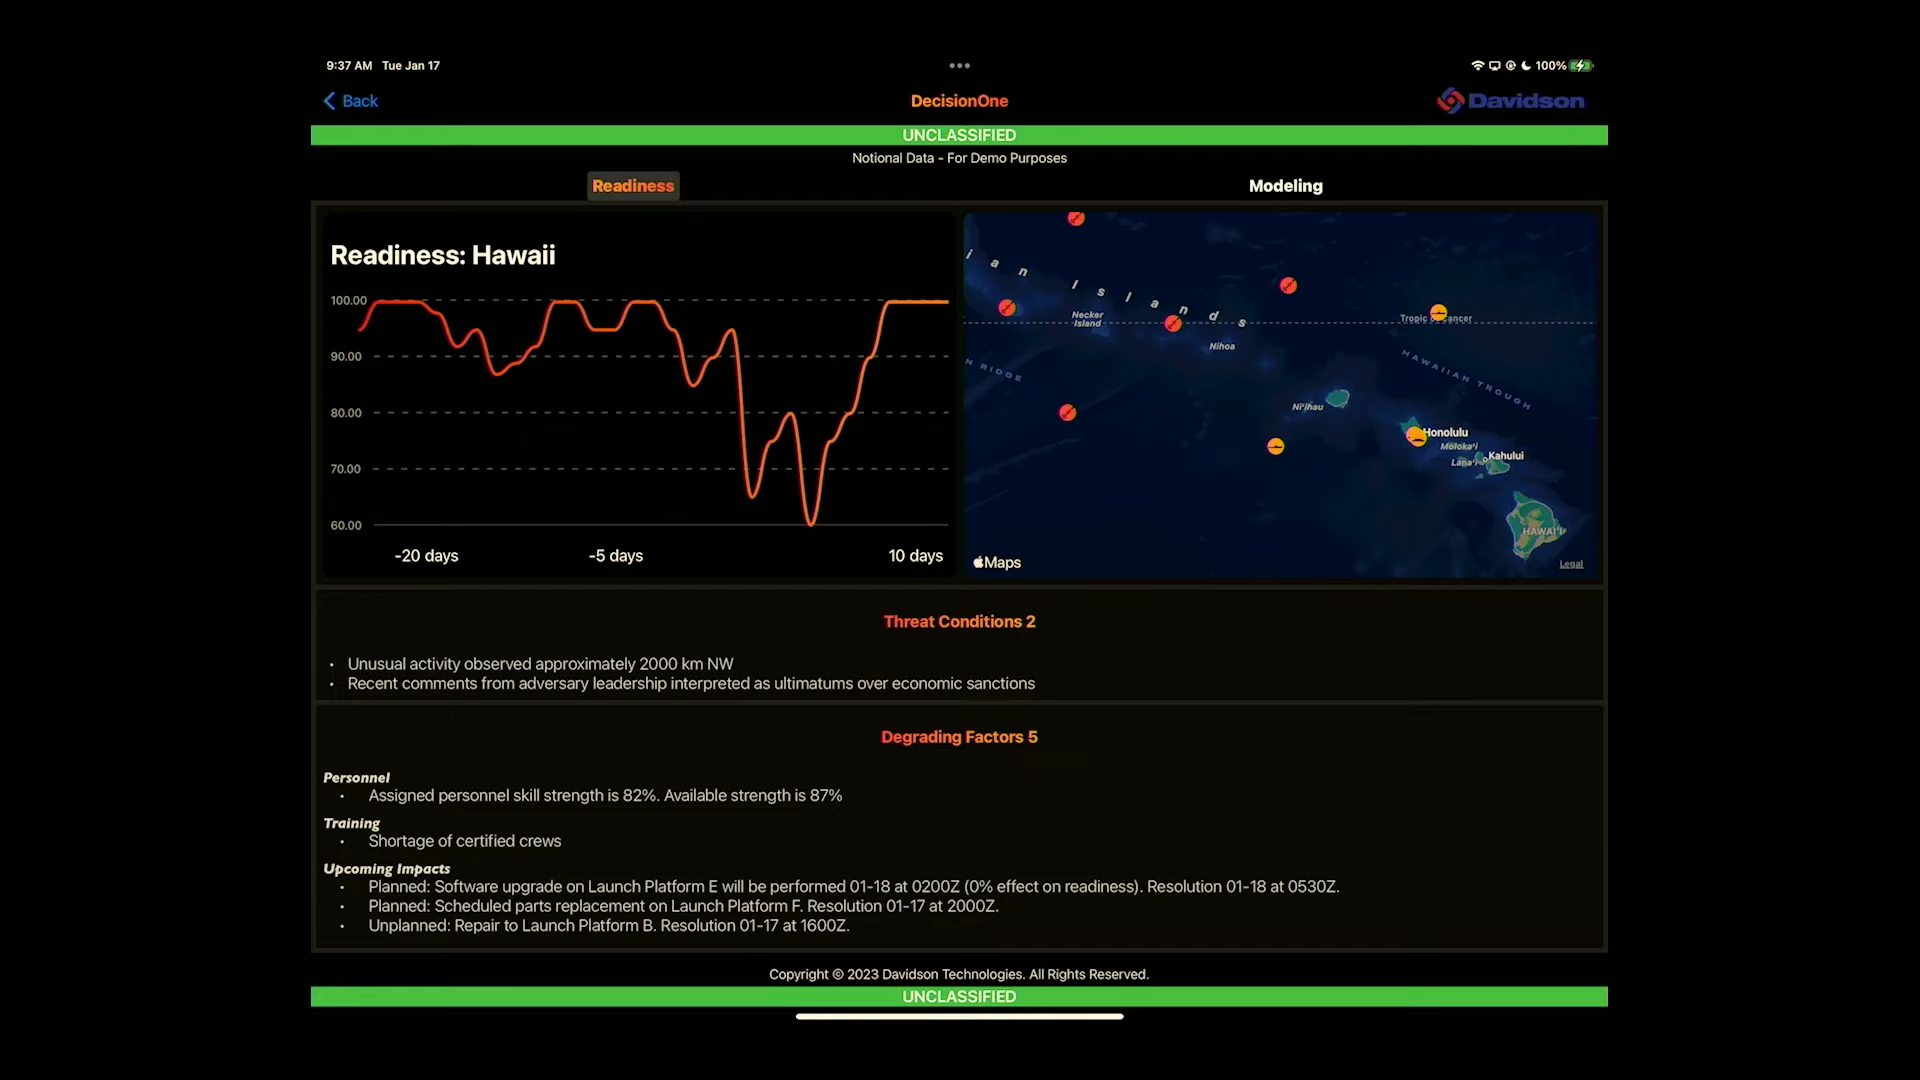 9:37 AM Tue Jan 17
100%
Back
DecisionOne
Davidson
UNCLASSIFIED
Notional Data - For Demo Purposes
Readiness
Modeling
Readiness: Hawaii
100.00
90.00
80.00
70.00
60.00
-20 days
-5 days
10 days
ian Islands
Necker
Island
Nihoa
Tropic of Cancer
N RIDGE
HAWAIIAN TROUGH
Ni'ihau
Honolulu
Moloka'i
Lana'i
Kahului
HAWAI'I
Maps
Legal
Threat Conditions 2
• Unusual activity observed approximately 2000 km NW
• Recent comments from adversary leadership interpreted as ultimatums over economic sanctions
Degrading Factors 5
Personnel
• Assigned personnel skill strength is 82%. Available strength is 87%
Training
• Shortage of certified crews
Upcoming Impacts
• Planned: Software upgrade on Launch Platform E will be performed 01-18 at 0200Z (0% effect on readiness). Resolution 01-18 at 0530Z.
• Planned: Scheduled parts replacement on Launch Platform F. Resolution 01-17 at 2000Z.
• Unplanned: Repair to Launch Platform B. Resolution 01-17 at 1600Z.
Copyright © 2023 Davidson Technologies. All Rights Reserved.
UNCLASSIFIED